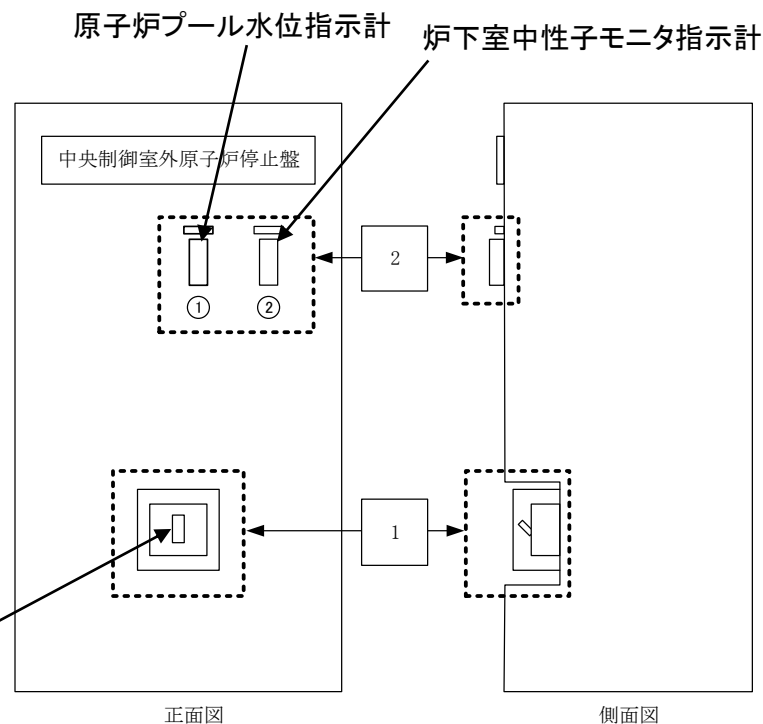 原子炉プール水位指示計
炉下室中性子モニタ指示計
中央制御室外原子炉停止盤
① ②
2
1
正面図
側面図